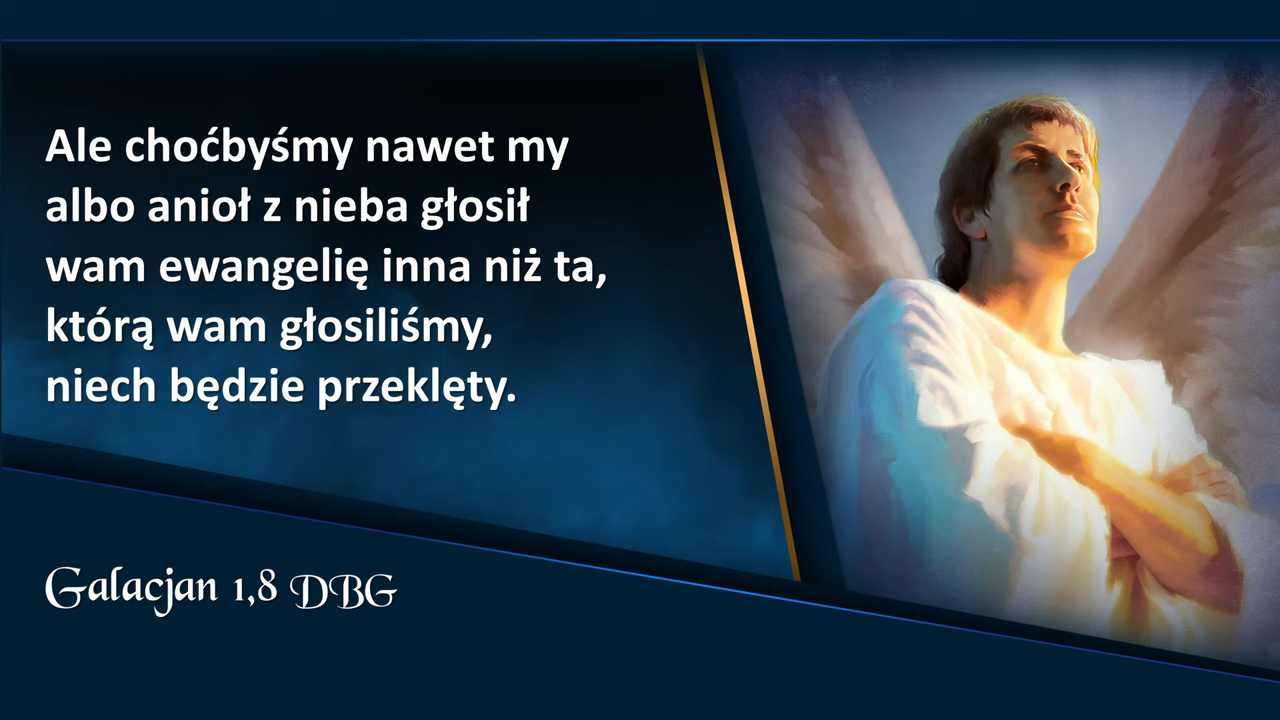 Ale choćbyśmy nawet my
albo anioł z nieba głosił
wam ewangelię inna niż ta,
którą wam głosiliśmy,
niech będzie przeklęty.
Galacjan 1,8 DBG